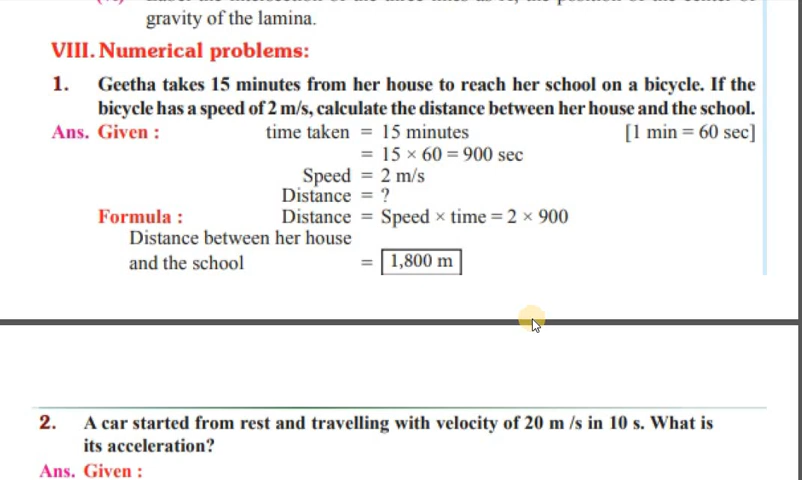 gravity of the lamina.
VIII. Numerical problems:
1. Geetha takes 15 minutes from her house to reach her school on a bicycle. If the
bicycle has a speed of 2 m/s, calculate the distance between her house and the school.
Ans. Given : time taken = 15 minutes [1 min = 60 sec]
= 15 × 60 = 900 sec
Speed = 2 m/s
Distance = ?
Formula : Distance = Speed × time = 2 × 900
Distance between her house
and the school = 1,800 m
2. A car started from rest and travelling with velocity of 20 m /s in 10 s. What is
its acceleration?
Ans. Given :